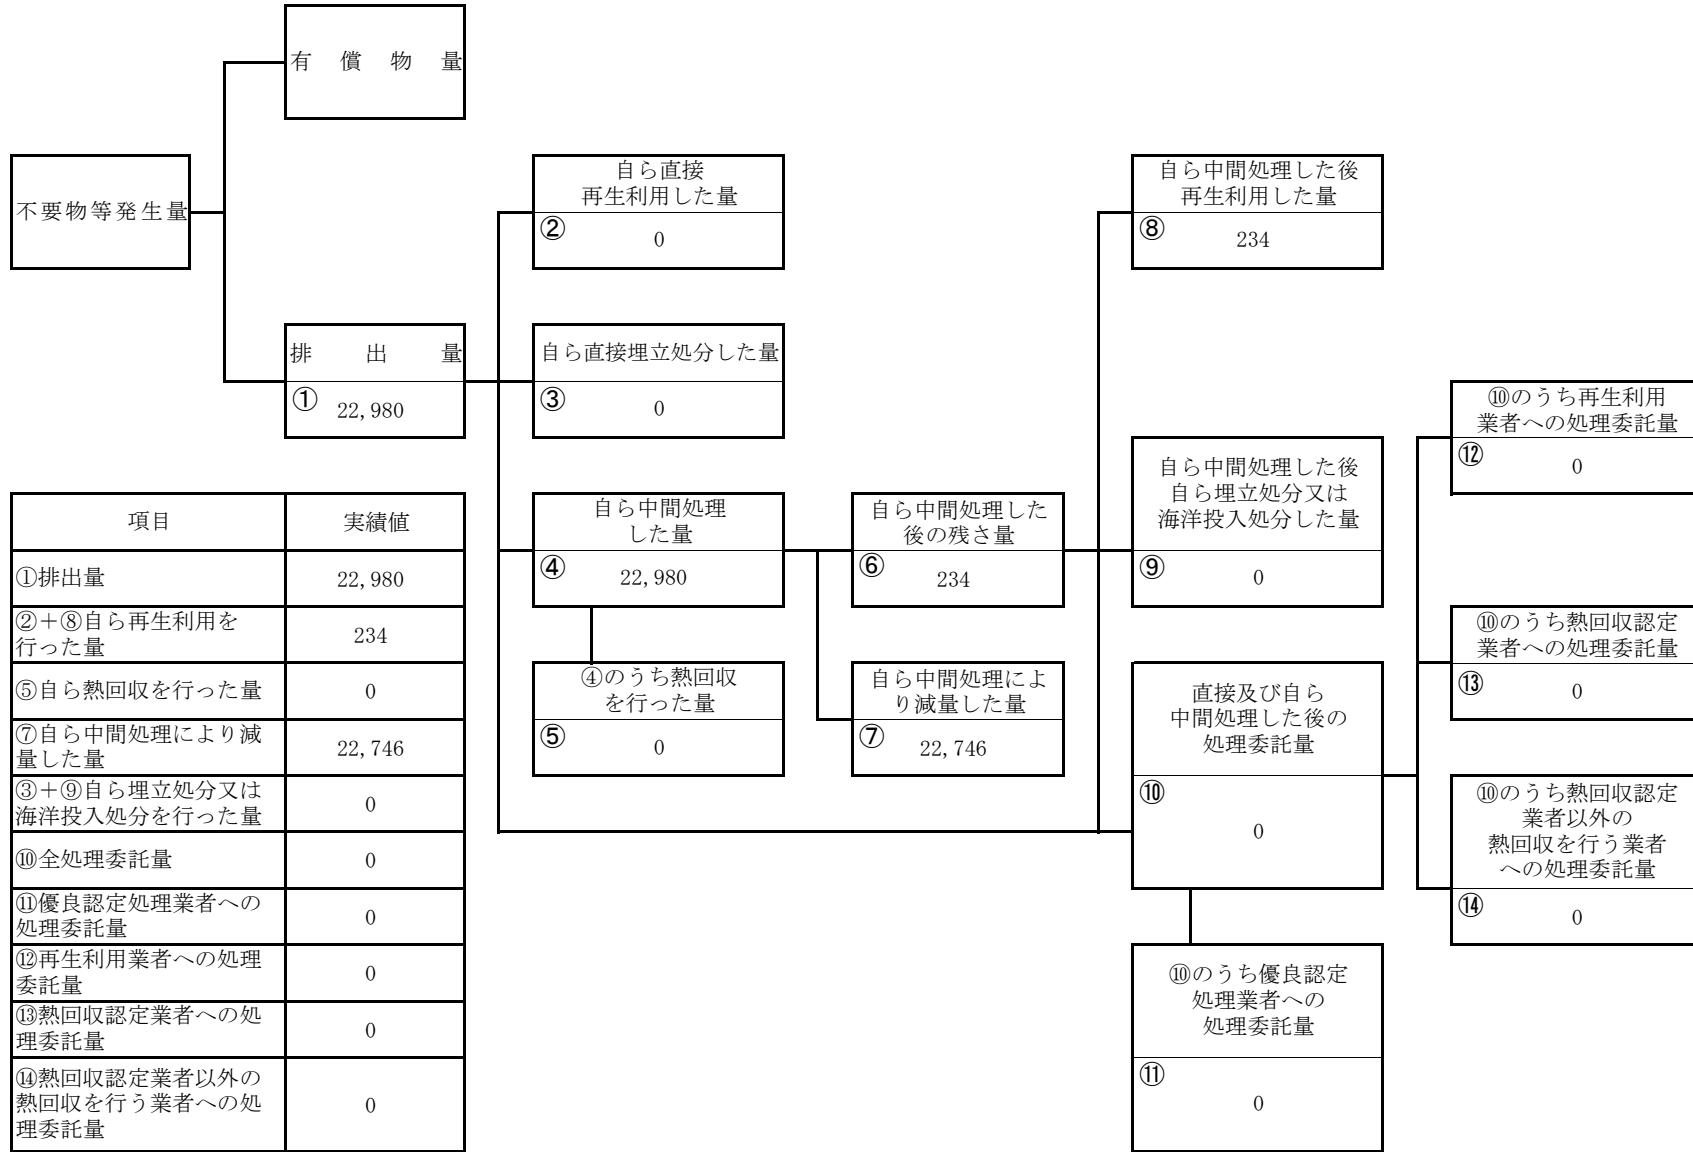 有償物量
不要物等発生量
排出量
① 22,980
自ら直接
再生利用した量
② 0
自ら直接埋立処分した量
③ 0
自ら中間処理
した量
④ 22,980
④のうち熱回収
を行った量
⑤ 0
自ら中間処理した
後の残さ量
⑥ 234
自ら中間処理によ
り減量した量
⑦ 22,746
自ら中間処理した後
再生利用した量
⑧ 234
自ら中間処理した後
自ら埋立処分又は
海洋投入処分した量
⑨ 0
直接及び自ら
中間処理した後の
処理委託量
⑩
0
⑩のうち優良認定
処理業者への
処理委託量
⑪
0
⑩のうち再生利用
業者への処理委託量
⑫ 0
⑩のうち熱回収認定
業者への処理委託量
⑬ 0
⑩のうち熱回収認定
業者以外の
熱回収を行う業者
への処理委託量
⑭ 0
項目 実績値
①排出量 22,980
②＋⑧自ら再生利用を
行った量 234
⑤自ら熱回収を行った量 0
⑦自ら中間処理により減
量した量 22,746
③＋⑨自ら埋立処分又は
海洋投入処分を行った量 0
⑩全処理委託量 0
⑪優良認定処理業者への
処理委託量 0
⑫再生利用業者への処理
委託量 0
⑬熱回収認定業者への処
理委託量 0
⑭熱回収認定業者以外の
熱回収を行う業者への処
理委託量 0